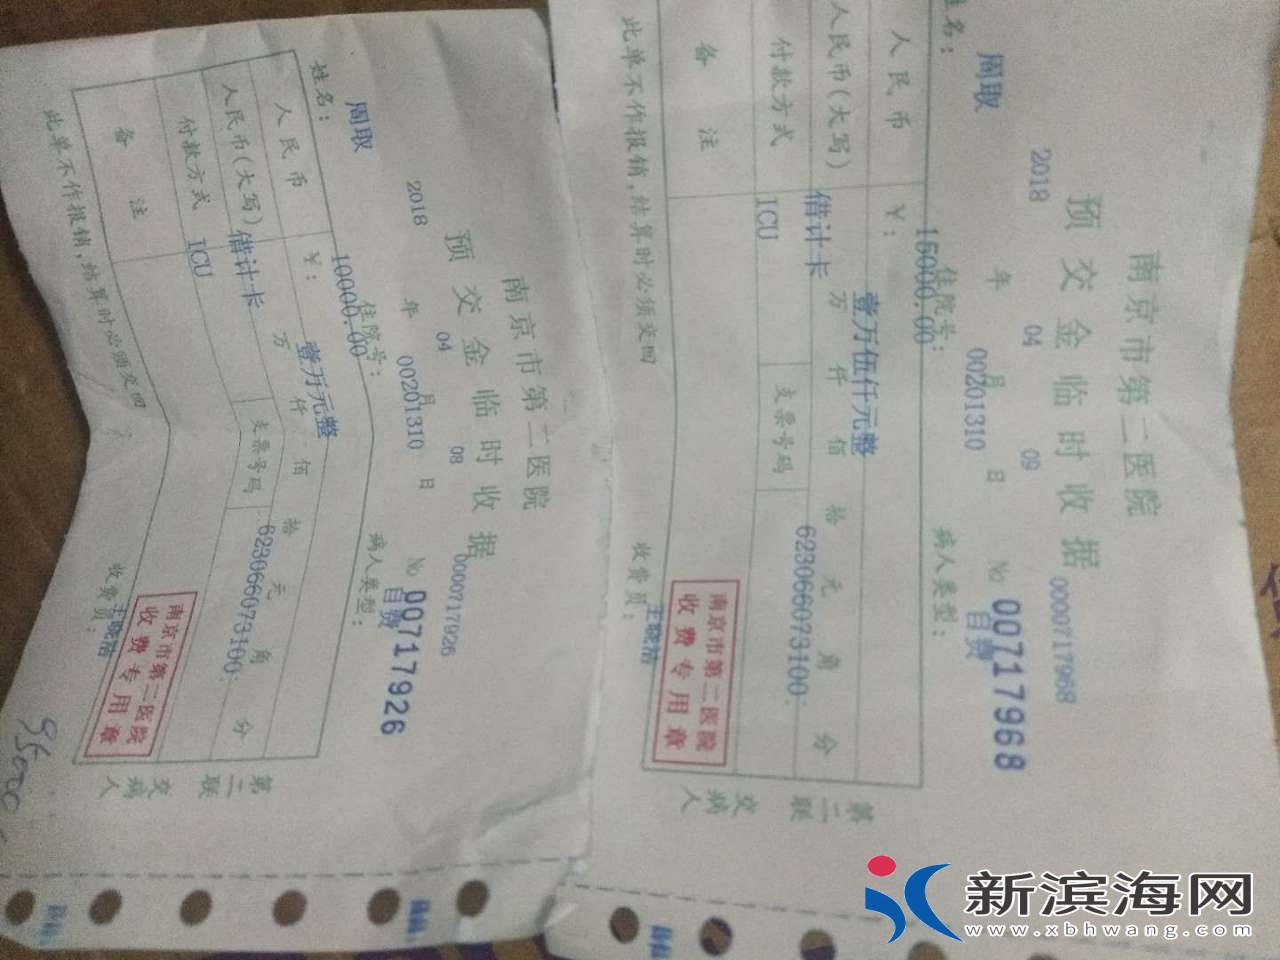 南京市第二医院
预交金临时收据
0000717968
2018 年 04 月 09 日
№ 00717968
姓名： 周取
住院号： 00201310
病人类型： 自费
人民币 ¥： 15000.00
人民币(大写) 壹万伍仟元整
万 仟 佰 拾 元 角 分
付款方式 借计卡
支票号码 623066073100:
备注 ICU
南京市第二医院
收费专用章
此单不作报销，结算时必须交回
收费员：
第二联 交病人
南京市第二医院
预交金临时收据
0000717926
2018 年 04 月 08 日
№ 00717926
姓名： 周取
住院号： 00201310
病人类型： 自费
人民币 ¥： 10000.00
人民币(大写) 壹万元整
万 仟 佰 拾 元 角 分
付款方式 借计卡
支票号码 623066073100:
备注 ICU
南京市第二医院
收费专用章
此单不作报销，结算时必须交回
收费员：
第二联 交病人
95000
新滨海网
www.xbhwang.com